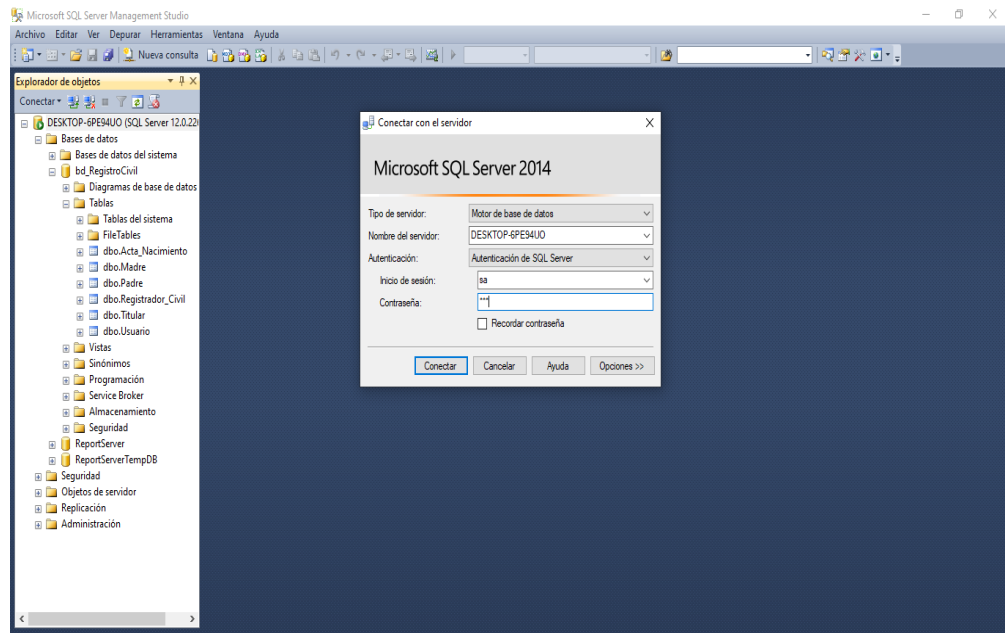 Microsoft SQL Server Management Studio
Archivo Editar Ver Depurar Herramientas Ventana Ayuda
Nueva consulta
Explorador de objetos
Conectar
DESKTOP-6PE94UO (SQL Server 12.0.220
Bases de datos
Bases de datos del sistema
bd_RegistroCivil
Diagramas de base de datos
Tablas
Tablas del sistema
FileTables
dbo.Acta_Nacimiento
dbo.Madre
dbo.Padre
dbo.Registrador_Civil
dbo.Titular
dbo.Usuario
Vistas
Sinónimos
Programación
Service Broker
Almacenamiento
Seguridad
ReportServer
ReportServerTempDB
Seguridad
Objetos de servidor
Replicación
Administración
Conectar con el servidor
Microsoft SQL Server 2014
Tipo de servidor: Motor de base de datos
Nombre del servidor: DESKTOP-6PE94UO
Autenticación: Autenticación de SQL Server
Inicio de sesión: sa
Contraseña: ***
Recordar contraseña
Conectar Cancelar Ayuda Opciones >>